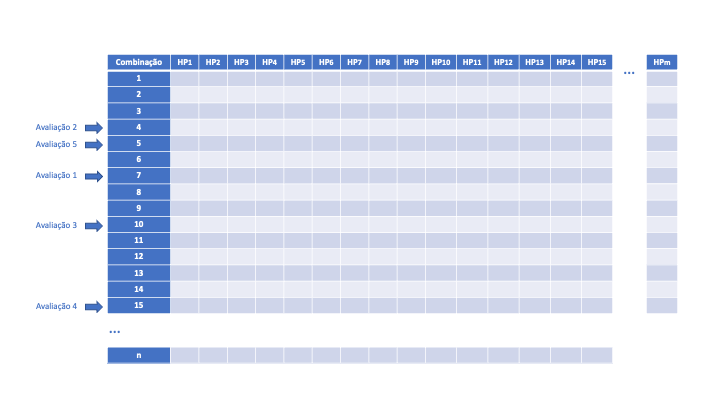 Combinação HP1 HP2 HP3 HP4 HP5 HP6 HP7 HP8 HP9 HP10 HP11 HP12 HP13 HP14 HP15 ... HPm
1
2
3
Avaliação 2 4
Avaliação 5 5
6
Avaliação 1 7
8
9
Avaliação 3 10
11
12
13
14
Avaliação 4 15
...
n